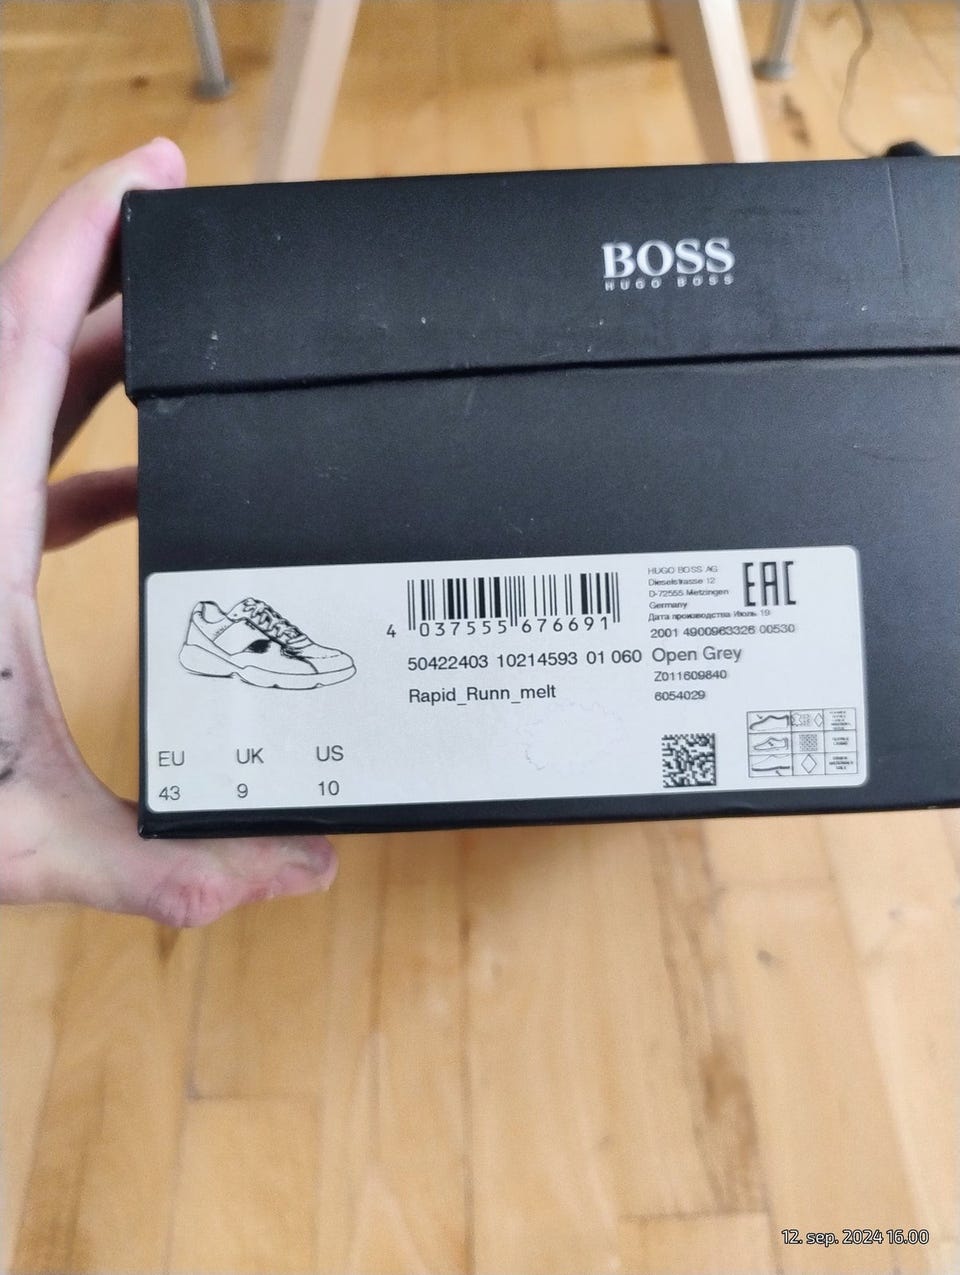 BOSS
HUGO BOSS
HUGO BOSS AG
Dieselstrasse 12
D-72555 Metzingen
Germany
Дата производства Июль 19
EAC
2001 4900963326 00530
4 037555 676691
50422403 10214593 01 060 Open Grey
Z011609840
Rapid_Runn_melt
6054029
EU UK US
43 9 10
12. sep. 2024 16.00